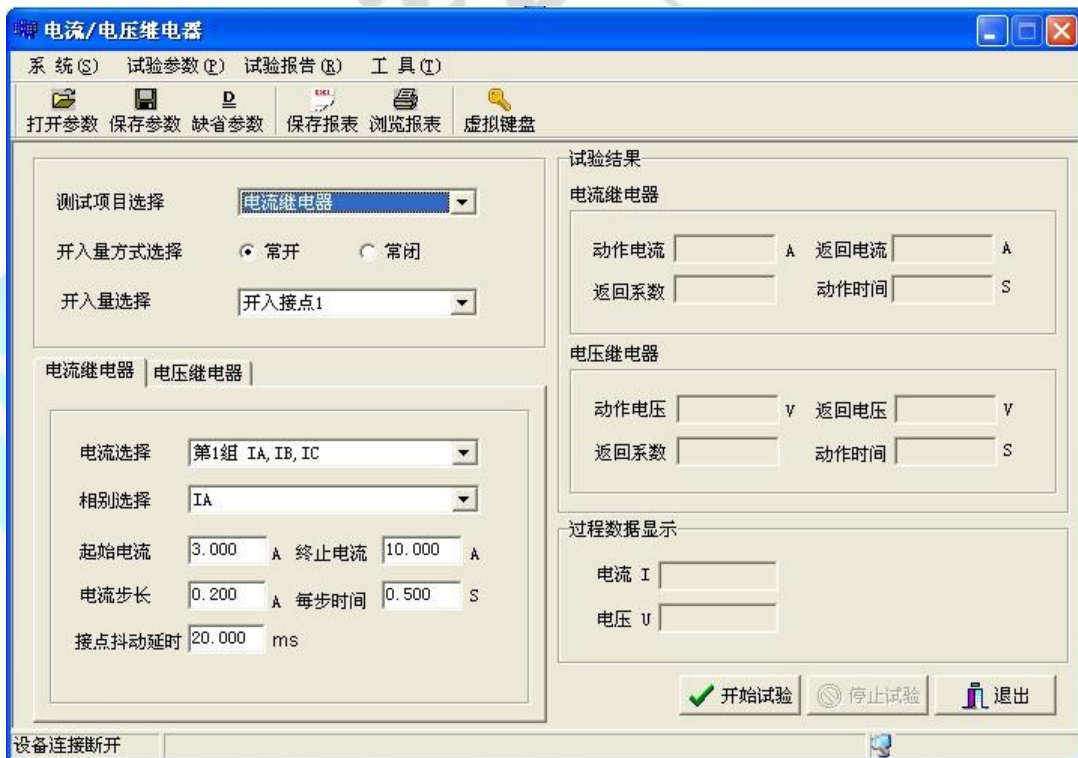 电流/电压继电器
系 统(S) 试验参数(P) 试验报告(R) 工 具(T)
打开参数 保存参数 缺省参数 保存报表 浏览报表 虚拟键盘
测试项目选择 电流继电器
开入量方式选择 常开 常闭
开入量选择 开入接点1
电流继电器 电压继电器
电流选择 第1组 IA, IB, IC
相别选择 IA
起始电流 3.000 A 终止电流 10.000 A
电流步长 0.200 A 每步时间 0.500 S
接点抖动延时 20.000 ms
试验结果
电流继电器
动作电流 A 返回电流 A
返回系数 动作时间 S
电压继电器
动作电压 V 返回电压 V
返回系数 动作时间 S
过程数据显示
电流 I
电压 U
开始试验 停止试验 退出
设备连接断开